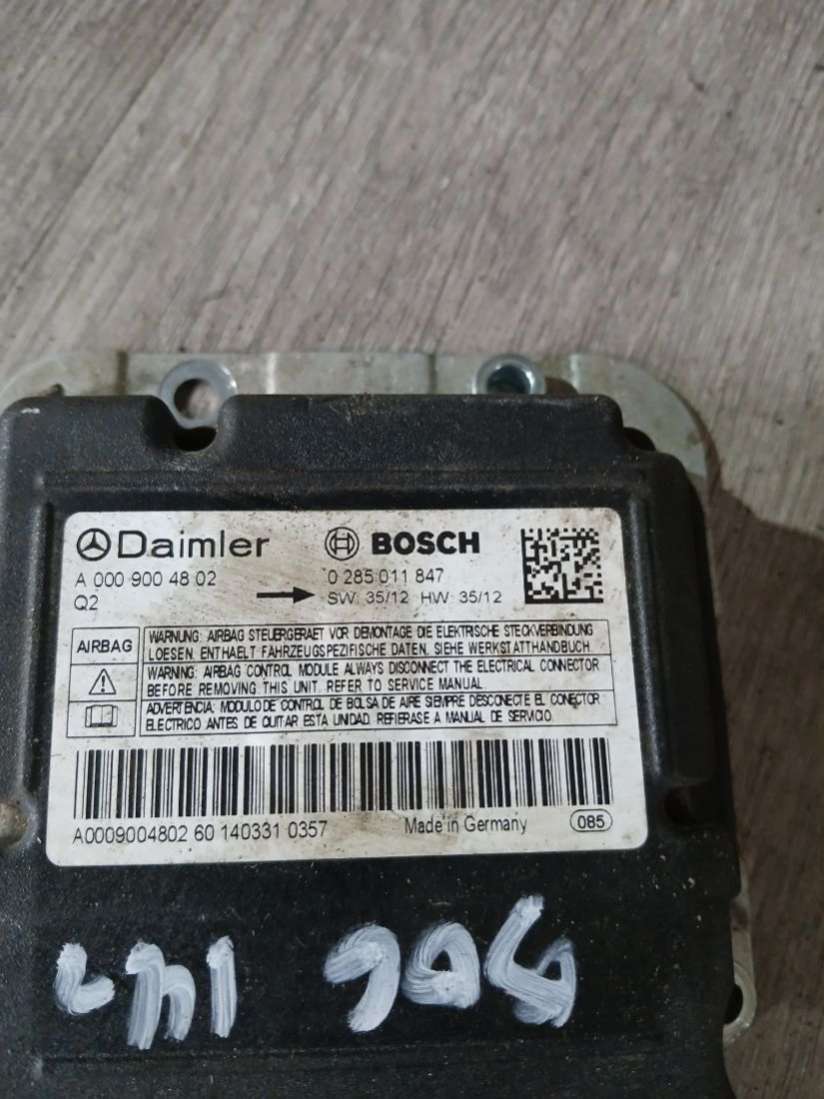 Daimler BOSCH
A 000 900 48 02 0 285 011 847
Q2 SW: 35/12 HW: 35/12
AIRBAG
WARNUNG: AIRBAG STEUERGERAET VOR DEMONTAGE DIE ELEKTRISCHE STECKVERBINDUNG
LOESEN. ENTHAELT FAHRZEUGSPEZIFISCHE DATEN. SIEHE WERKSTATTHANDBUCH.
WARNING: AIRBAG CONTROL MODULE ALWAYS DISCONNECT THE ELECTRICAL CONNECTOR
BEFORE REMOVING THIS UNIT. REFER TO SERVICE MANUAL.
ADVERTENCIA: MODULO DE CONTROL DE BOLSA DE AIRE SIEMPRE DESCONECTE EL CONECTOR
ELECTRICO ANTES DE QUITAR ESTA UNIDAD. REFIERASE A MANUAL DE SERVICIO.
A0009004802 60 140331 0357 Made in Germany 085